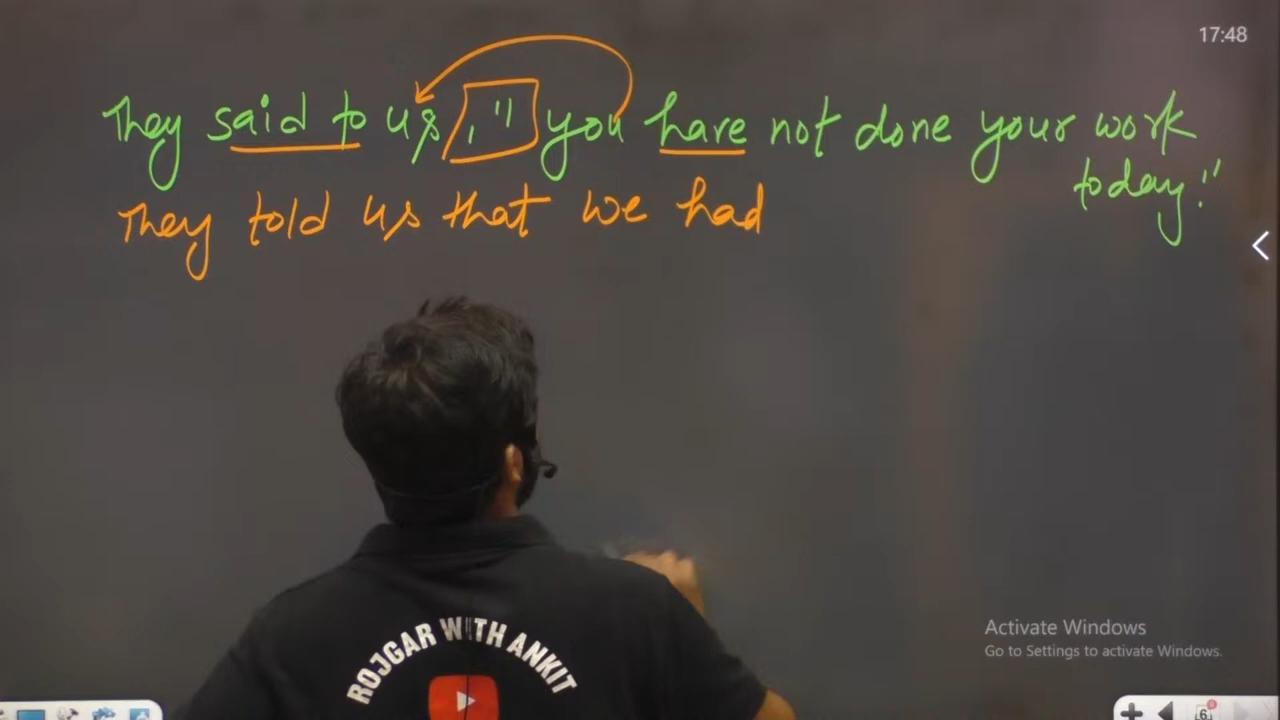 17:48
They said to us, "you have not done your work
today."
They told us that we had
Activate Windows
Go to Settings to activate Windows.
ROJGAR WITH ANKIT
6